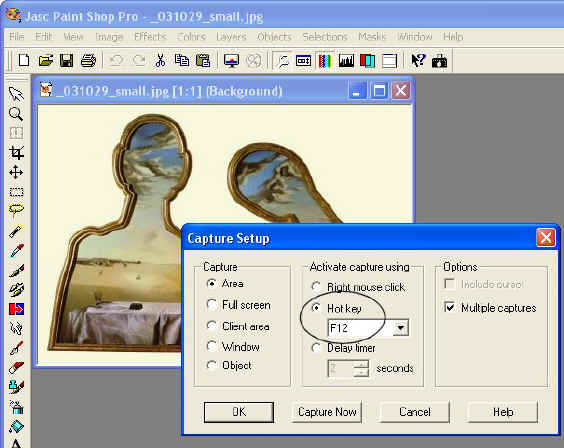 Jasc Paint Shop Pro - _031029_small.jpg
File Edit View Image Effects Colors Layers Objects Selections Masks Window Help
_031029_small.jpg [1:1] (Background)
Capture Setup
Capture
Area
Full screen
Client area
Window
Object
Activate capture using
Right mouse click
Hot key
F12
Delay timer
2 seconds
Options
Include cursor
Multiple captures
OK Capture Now Cancel Help